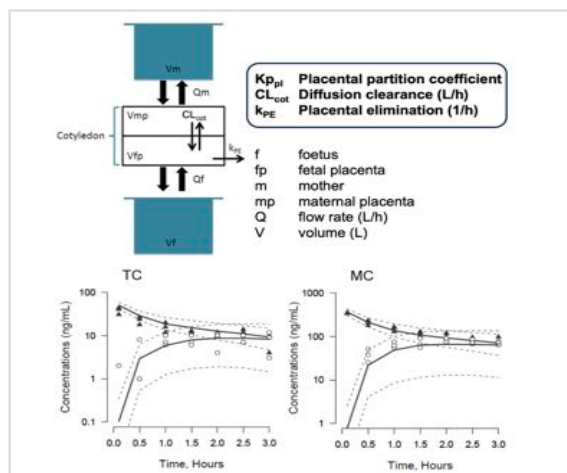 Vm
Qm
Vmp
CLcot
Cotyledon
Vfp
kPE
Qf
Vf
Kppl Placental partition coefficient
CLcot Diffusion clearance (L/h)
kPE Placental elimination (1/h)
f foetus
fp fetal placenta
m mother
mp maternal placenta
Q flow rate (L/h)
V volume (L)
TC
Concentrations (ng/mL)
100
10
1
0.1
0.0 0.5 1.0 1.5 2.0 2.5 3.0
Time, Hours
MC
Concentrations (ng/mL)
1000
100
10
1
0.0 0.5 1.0 1.5 2.0 2.5 3.0
Time, Hours